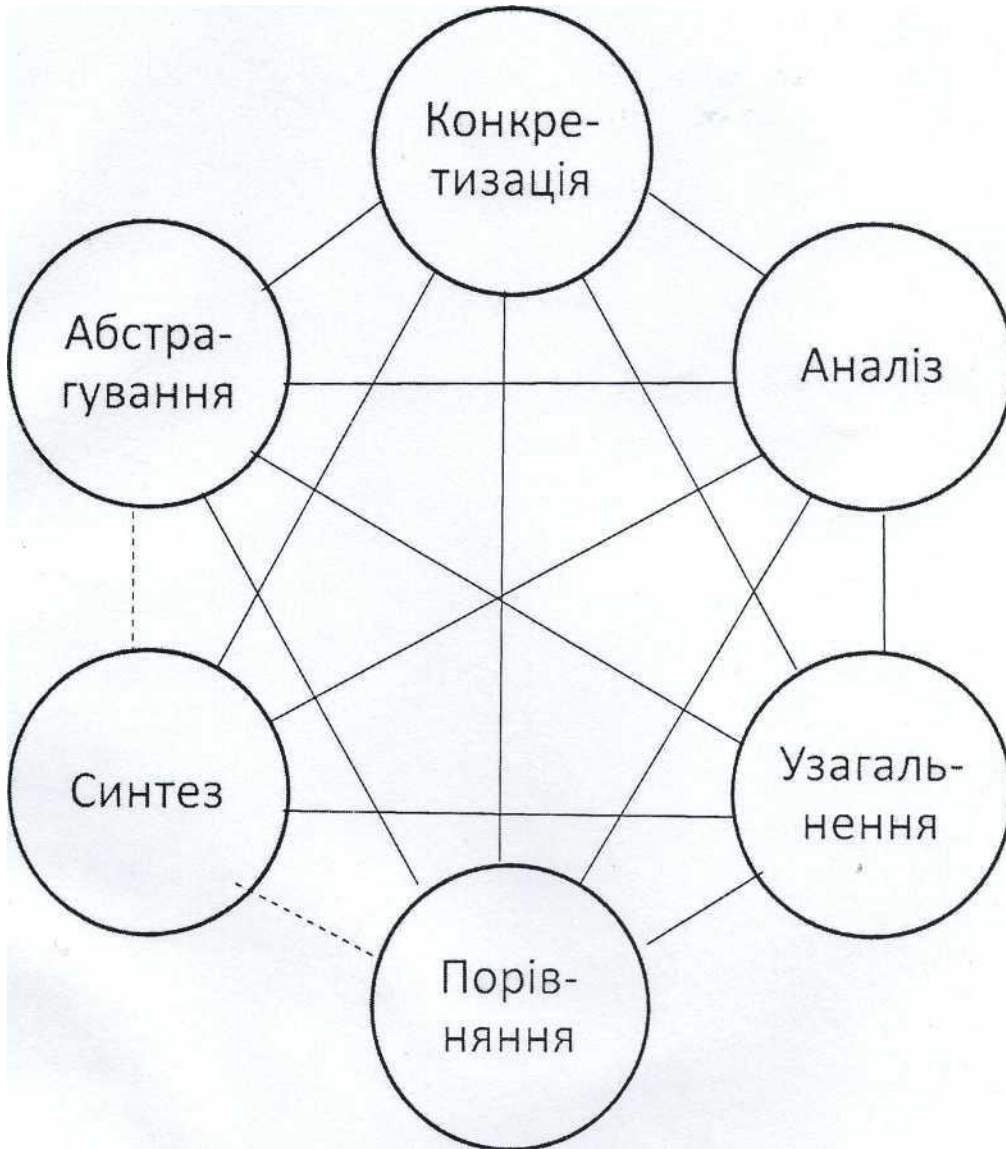 Конкре-
тизація
Абстра-
гування
Аналіз
Синтез
Узагаль-
нення
Порів-
няння